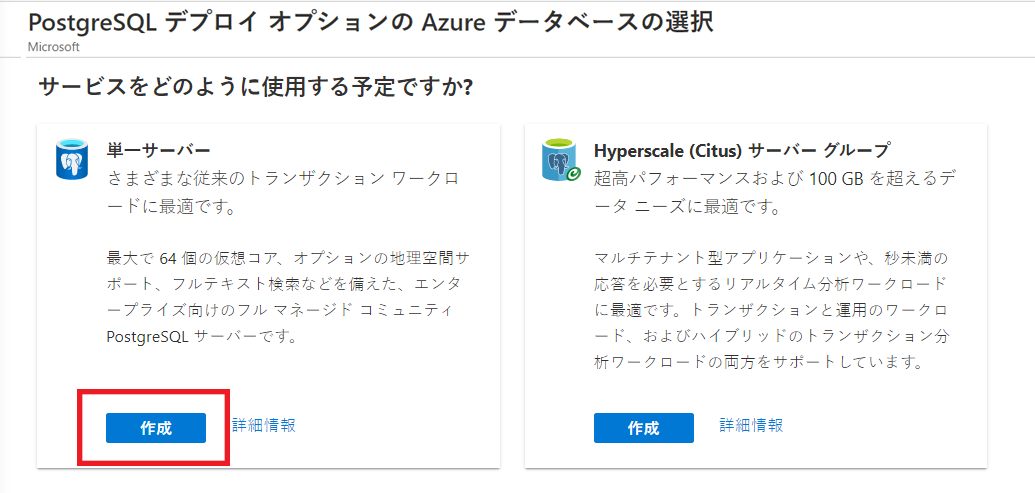 PostgreSQL デプロイ オプションの Azure データベースの選択
Microsoft
サービスをどのように使用する予定ですか?
単一サーバー
さまざまな従来のトランザクション ワークロ
ードに最適です。
最大で 64 個の仮想コア、オプションの地理空間サ
ポート、フルテキスト検索などを備えた、エンタ
ープライズ向けのフル マネージド コミュニティ
PostgreSQL サーバーです。
作成
詳細情報
Hyperscale (Citus) サーバー グループ
超高パフォーマンスおよび 100 GB を超えるデ
ータ ニーズに最適です。
マルチテナント型アプリケーションや、秒未満の
応答を必要とするリアルタイム分析ワークロード
に最適です。トランザクションと運用のワークロ
ード、およびハイブリッドのトランザクション分
析ワークロードの両方をサポートしています。
作成
詳細情報